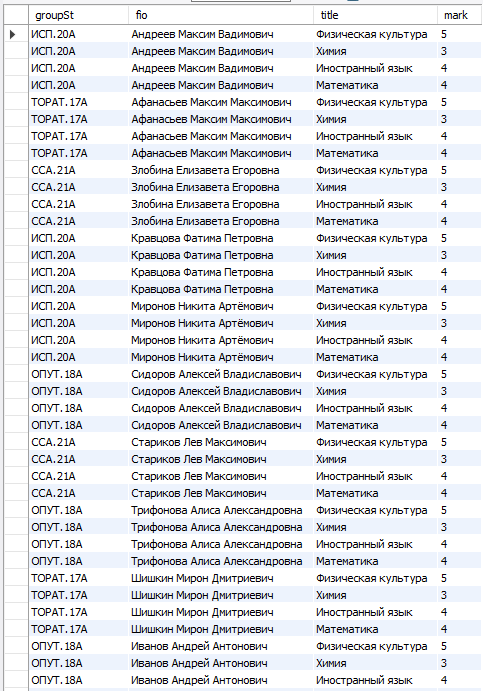 groupSt fio title mark
ИСП.20А Андреев Максим Вадимович Физическая культура 5
ИСП.20А Андреев Максим Вадимович Химия 3
ИСП.20А Андреев Максим Вадимович Иностранный язык 4
ИСП.20А Андреев Максим Вадимович Математика 4
ТОРАТ.17А Афанасьев Максим Максимович Физическая культура 5
ТОРАТ.17А Афанасьев Максим Максимович Химия 3
ТОРАТ.17А Афанасьев Максим Максимович Иностранный язык 4
ТОРАТ.17А Афанасьев Максим Максимович Математика 4
ССА.21А Злобина Елизавета Егоровна Физическая культура 5
ССА.21А Злобина Елизавета Егоровна Химия 3
ССА.21А Злобина Елизавета Егоровна Иностранный язык 4
ССА.21А Злобина Елизавета Егоровна Математика 4
ИСП.20А Кравцова Фатима Петровна Физическая культура 5
ИСП.20А Кравцова Фатима Петровна Химия 3
ИСП.20А Кравцова Фатима Петровна Иностранный язык 4
ИСП.20А Кравцова Фатима Петровна Математика 4
ИСП.20А Миронов Никита Артёмович Физическая культура 5
ИСП.20А Миронов Никита Артёмович Химия 3
ИСП.20А Миронов Никита Артёмович Иностранный язык 4
ИСП.20А Миронов Никита Артёмович Математика 4
ОПУТ.18А Сидоров Алексей Владиславович Физическая культура 5
ОПУТ.18А Сидоров Алексей Владиславович Химия 3
ОПУТ.18А Сидоров Алексей Владиславович Иностранный язык 4
ОПУТ.18А Сидоров Алексей Владиславович Математика 4
ССА.21А Стариков Лев Максимович Физическая культура 5
ССА.21А Стариков Лев Максимович Химия 3
ССА.21А Стариков Лев Максимович Иностранный язык 4
ССА.21А Стариков Лев Максимович Математика 4
ОПУТ.18А Трифонова Алиса Александровна Физическая культура 5
ОПУТ.18А Трифонова Алиса Александровна Химия 3
ОПУТ.18А Трифонова Алиса Александровна Иностранный язык 4
ОПУТ.18А Трифонова Алиса Александровна Математика 4
ТОРАТ.17А Шишкин Мирон Дмитриевич Физическая культура 5
ТОРАТ.17А Шишкин Мирон Дмитриевич Химия 3
ТОРАТ.17А Шишкин Мирон Дмитриевич Иностранный язык 4
ТОРАТ.17А Шишкин Мирон Дмитриевич Математика 4
ОПУТ.18А Иванов Андрей Антонович Физическая культура 5
ОПУТ.18А Иванов Андрей Антонович Химия 3
ОПУТ.18А Иванов Андрей Антонович Иностранный язык 4